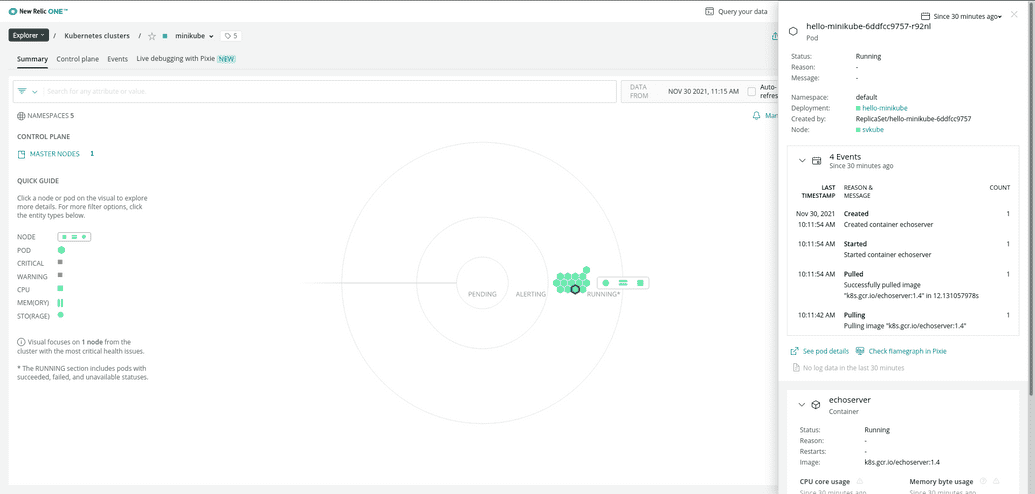 New Relic ONE™
Query your data
Explorer / Kubernetes clusters / minikube 5
Summary Control plane Events Live debugging with Pixie NEW
Search for any attribute or value
DATA FROM NOV 30 2021, 11:15 AM Auto-refres
NAMESPACES 5
Man
CONTROL PLANE
MASTER NODES 1
QUICK GUIDE
Click a node or pod on the visual to explore
more details. For more filter options, click
the entity types below.
NODE
POD
CRITICAL
WARNING
CPU
MEM(ORY)
STO(RAGE)
Visual focuses on 1 node from the
cluster with the most critical health issues.
* The RUNNING section includes pods with
succeeded, failed, and unavailable statuses.
PENDING ALERTING RUNNING*
Since 30 minutes ago
hello-minikube-6ddfcc9757-r92nl
Pod
Status: Running
Reason: -
Message: -
Namespace: default
Deployment: hello-minikube
Created by: ReplicaSet/hello-minikube-6ddfcc9757
Node: svkube
4 Events
Since 30 minutes ago
LAST TIMESTAMP REASON & MESSAGE COUNT
Nov 30, 2021 Created 1
10:11:54 AM Created container echoserver
10:11:54 AM Started 1
Started container echoserver
10:11:54 AM Pulled 1
Successfully pulled image
"k8s.gcr.io/echoserver:1.4" in 12.131057978s
10:11:42 AM Pulling 1
Pulling image "k8s.gcr.io/echoserver:1.4"
See pod details Check flamegraph in Pixie
No log data in the last 30 minutes
echoserver
Container
Status: Running
Reason: -
Restarts: -
Image: k8s.gcr.io/echoserver:1.4
CPU core usage Memory byte usage
Since 30 minutes ago Since 30 minutes ago